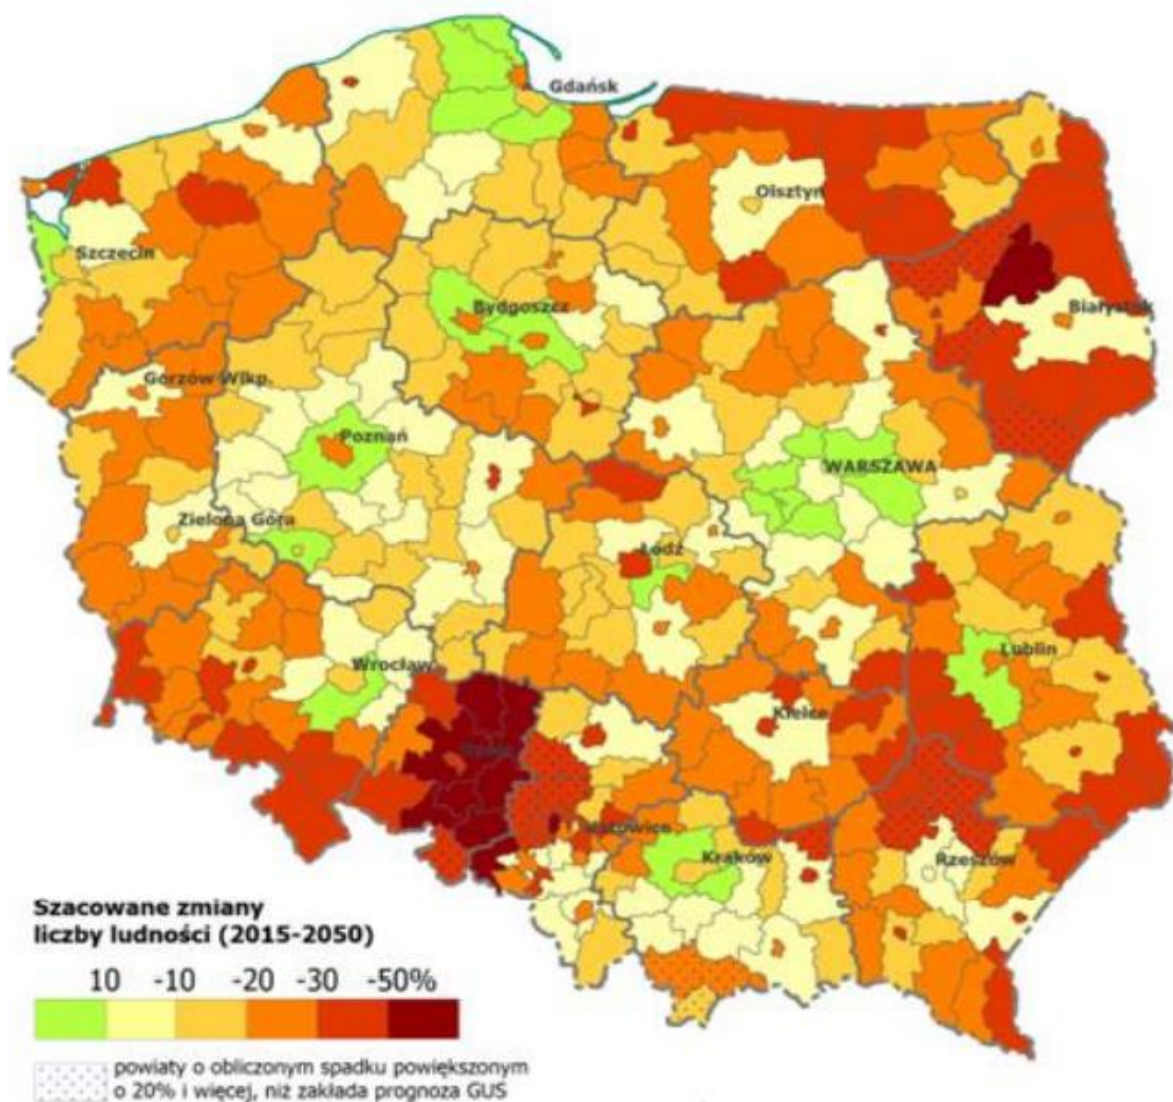 Gdańsk
Olsztyn
Szczecin
Białystok
Bydgoszcz
Gorzów Wlkp.
Poznań
WARSZAWA
Zielona Góra
Łódź
Lublin
Wrocław
Kielce
Katowice
Kraków
Rzeszów
Szacowane zmiany
liczby ludności (2015-2050)
10 -10 -20 -30 -50%
powiaty o obliczonym spadku powiększonym
o 20% i więcej, niż zakłada prognoza GUS